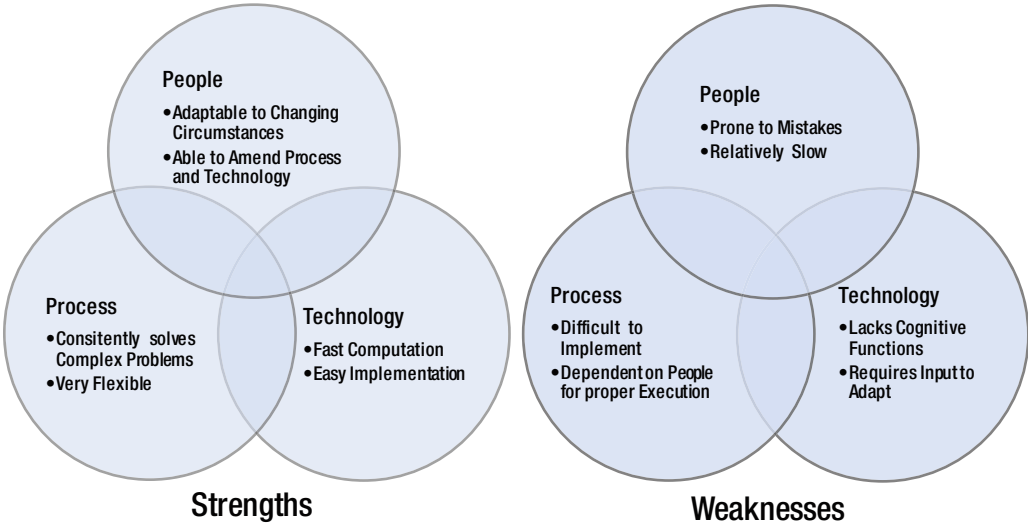 People
•Adaptable to Changing
Circumstances
•Able to Amend Process
and Technology
Process
•Consitently solves
Complex Problems
•Very Flexible
Technology
•Fast Computation
•Easy Implementation
Strengths
People
•Prone to Mistakes
•Relatively Slow
Process
•Difficult to
Implement
•Dependent on People
for proper Execution
Technology
•Lacks Cognitive
Functions
•Requires Input to
Adapt
Weaknesses